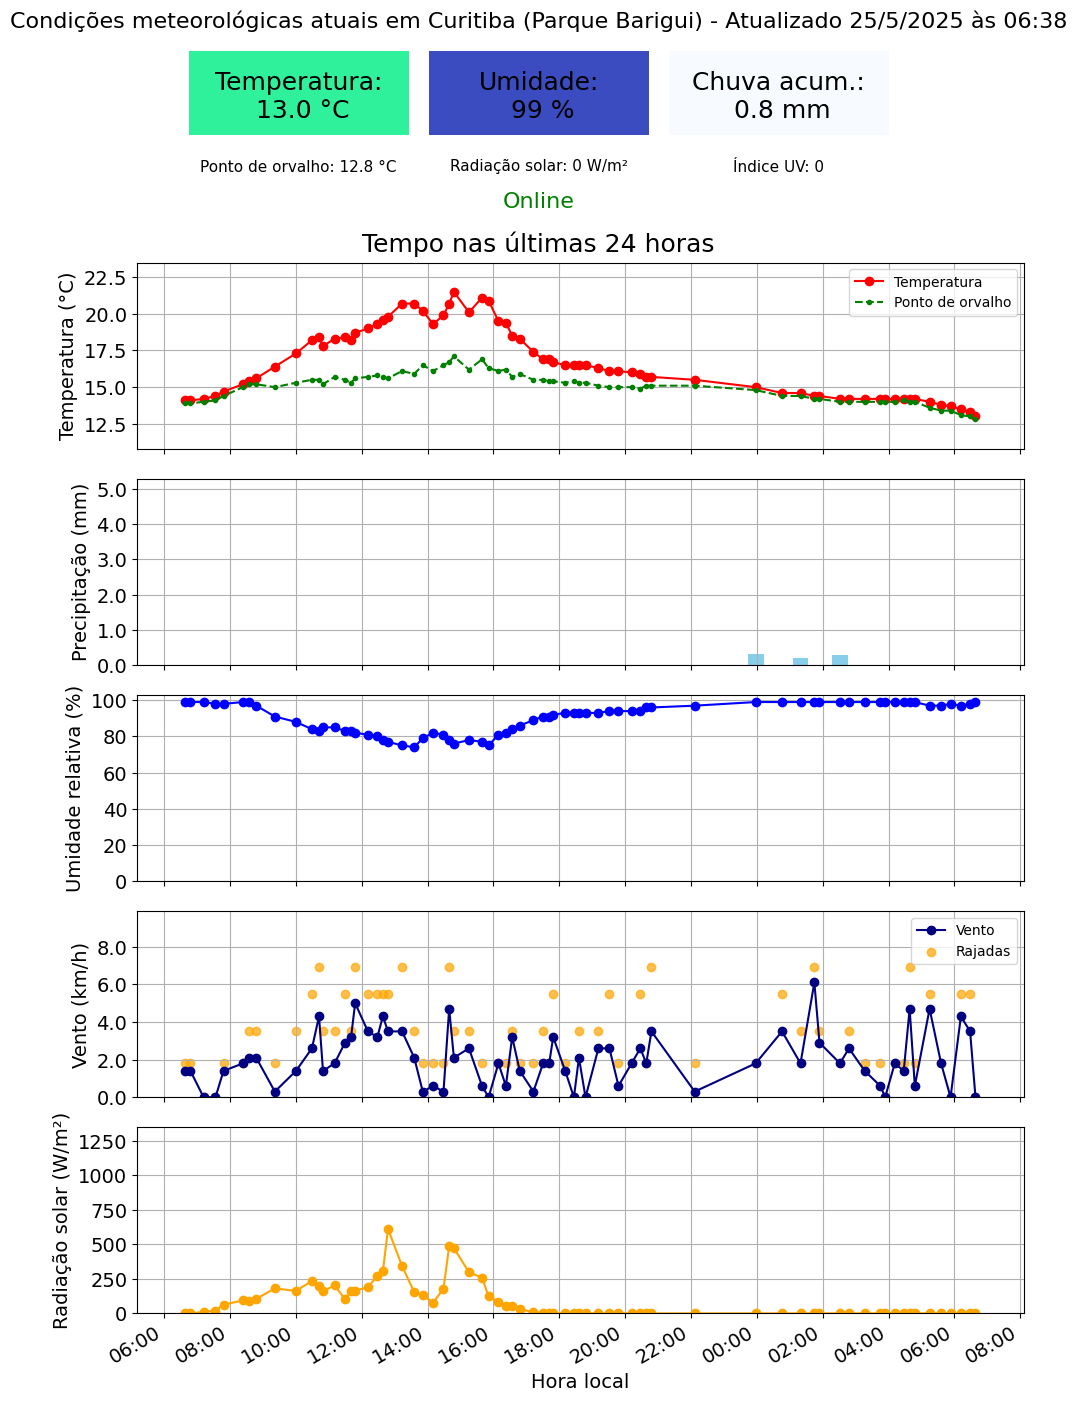 Condições meteorológicas atuais em Curitiba (Parque Barigui) - Atualizado 25/5/2025 às 06:38
Temperatura:
13.0 °C
Umidade:
99 %
Chuva acum.:
0.8 mm
Ponto de orvalho: 12.8 °C
Radiação solar: 0 W/m²
Índice UV: 0
Online
Tempo nas últimas 24 horas
Temperatura (°C)
22.5
20.0
17.5
15.0
12.5
Temperatura
Ponto de orvalho
Precipitação (mm)
5.0
4.0
3.0
2.0
1.0
0.0
Umidade relativa (%)
100
80
60
40
20
0
Vento (km/h)
8.0
6.0
4.0
2.0
0.0
Vento
Rajadas
Radiação solar (W/m²)
1250
1000
750
500
250
0
06:00
08:00
10:00
12:00
14:00
16:00
18:00
20:00
22:00
00:00
02:00
04:00
06:00
08:00
Hora local